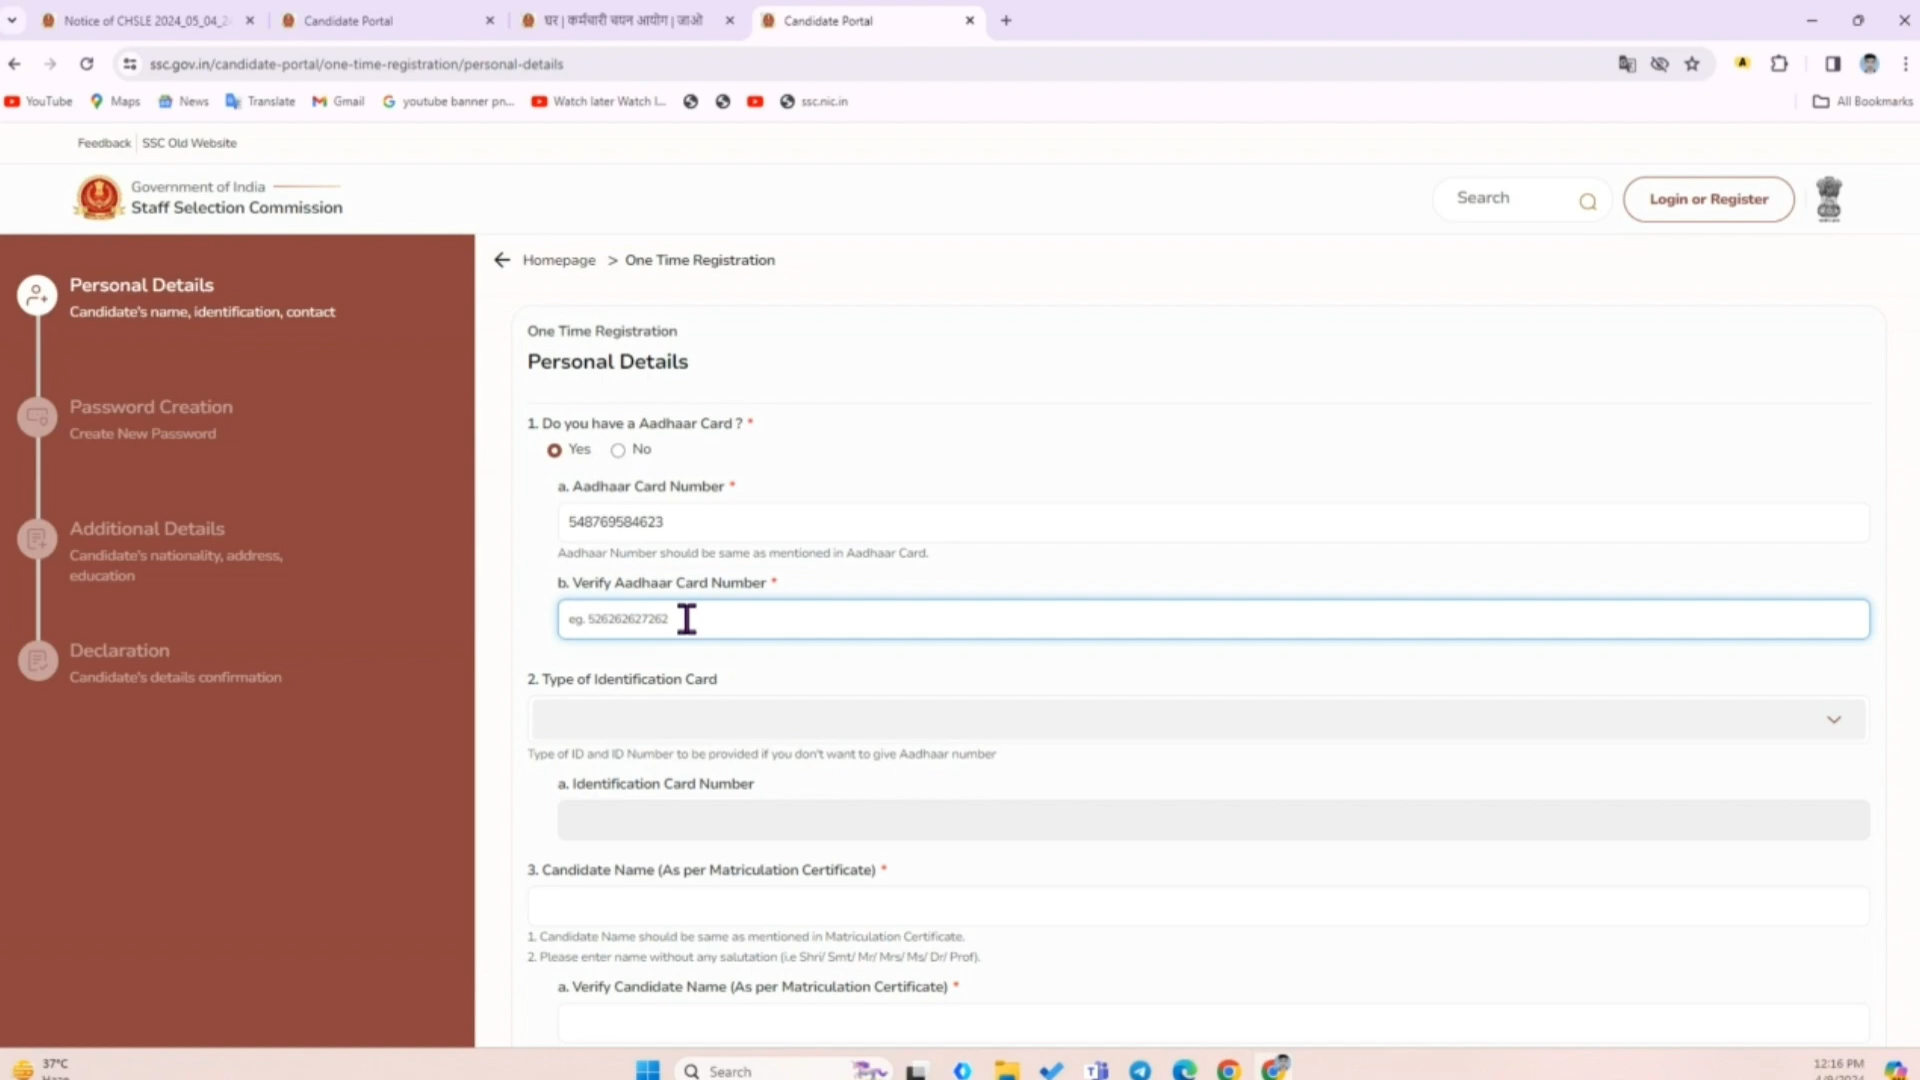 Notice of CHSLE 2024_05_04_2
Candidate Portal
घर | कर्मचारी चयन आयोग | जाओ
Candidate Portal
ssc.gov.in/candidate-portal/one-time-registration/personal-details
YouTube
Maps
News
Translate
Gmail
youtube banner pn...
Watch later Watch l...
ssc.nic.in
All Bookmarks
Feedback
SSC Old Website
Government of India
Staff Selection Commission
Search
Login or Register
Personal Details
Candidate's name, identification, contact
Password Creation
Create New Password
Additional Details
Candidate's nationality, address,
education
Declaration
Candidate's details confirmation
Homepage > One Time Registration
One Time Registration
Personal Details
1. Do you have a Aadhaar Card ? *
Yes
No
a. Aadhaar Card Number *
548769584623
Aadhaar Number should be same as mentioned in Aadhaar Card.
b. Verify Aadhaar Card Number *
eg. 526262627262
2. Type of Identification Card
Type of ID and ID Number to be provided if you don't want to give Aadhaar number
a. Identification Card Number
3. Candidate Name (As per Matriculation Certificate) *
1. Candidate Name should be same as mentioned in Matriculation Certificate.
2. Please enter name without any salutation (i.e Shri/ Smt/ Mr/ Mrs/ Ms/ Dr/ Prof).
a. Verify Candidate Name (As per Matriculation Certificate) *
37°C
Search
12:16 PM